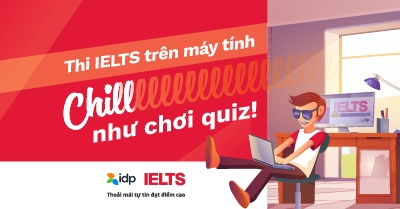 Thi IELTS trên máy tính
Chillllllllllllll
như chơi quiz!
idp IELTS
Thoải mái tự tin đạt điểm cao
IELTS
idp